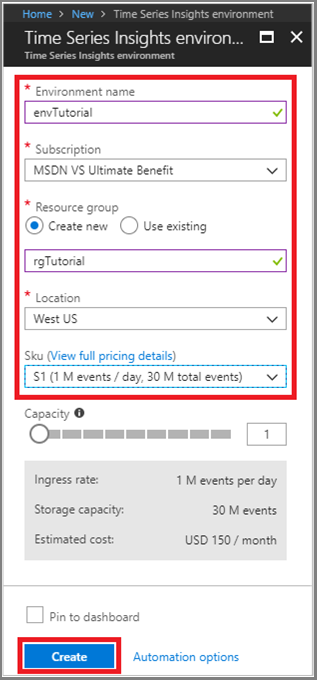 Home > New > Time Series Insights environment
Time Series Insights environ...
Time Series Insights environment
* Environment name
envTutorial
* Subscription
MSDN VS Ultimate Benefit
* Resource group
Create new Use existing
rgTutorial
* Location
West US
Sku (View full pricing details)
S1 (1 M events / day, 30 M total events)
Capacity
1
Ingress rate: 1 M events per day
Storage capacity: 30 M events
Estimated cost: USD 150 / month
Pin to dashboard
Create Automation options